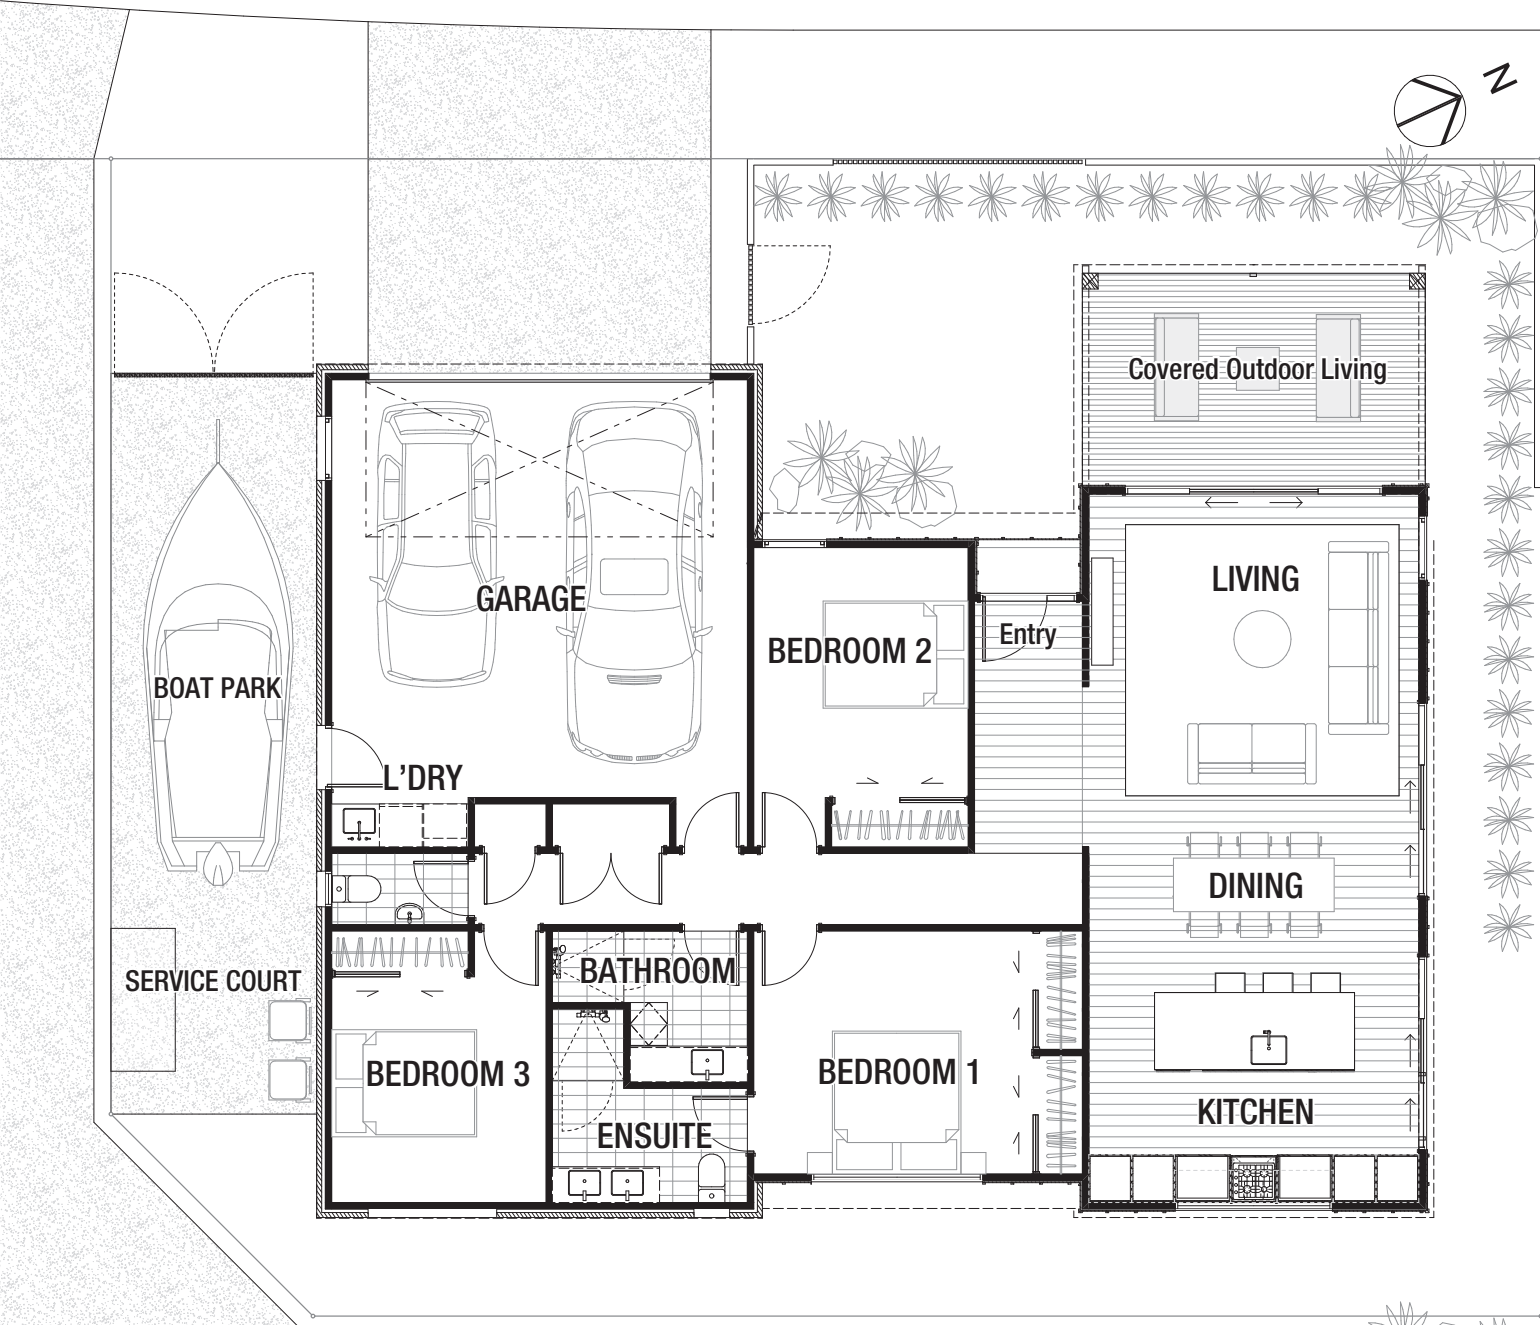 N
Covered Outdoor Living
LIVING
GARAGE
Entry
BEDROOM 2
BOAT PARK
L'DRY
DINING
BATHROOM
SERVICE COURT
BEDROOM 3
BEDROOM 1
KITCHEN
ENSUITE